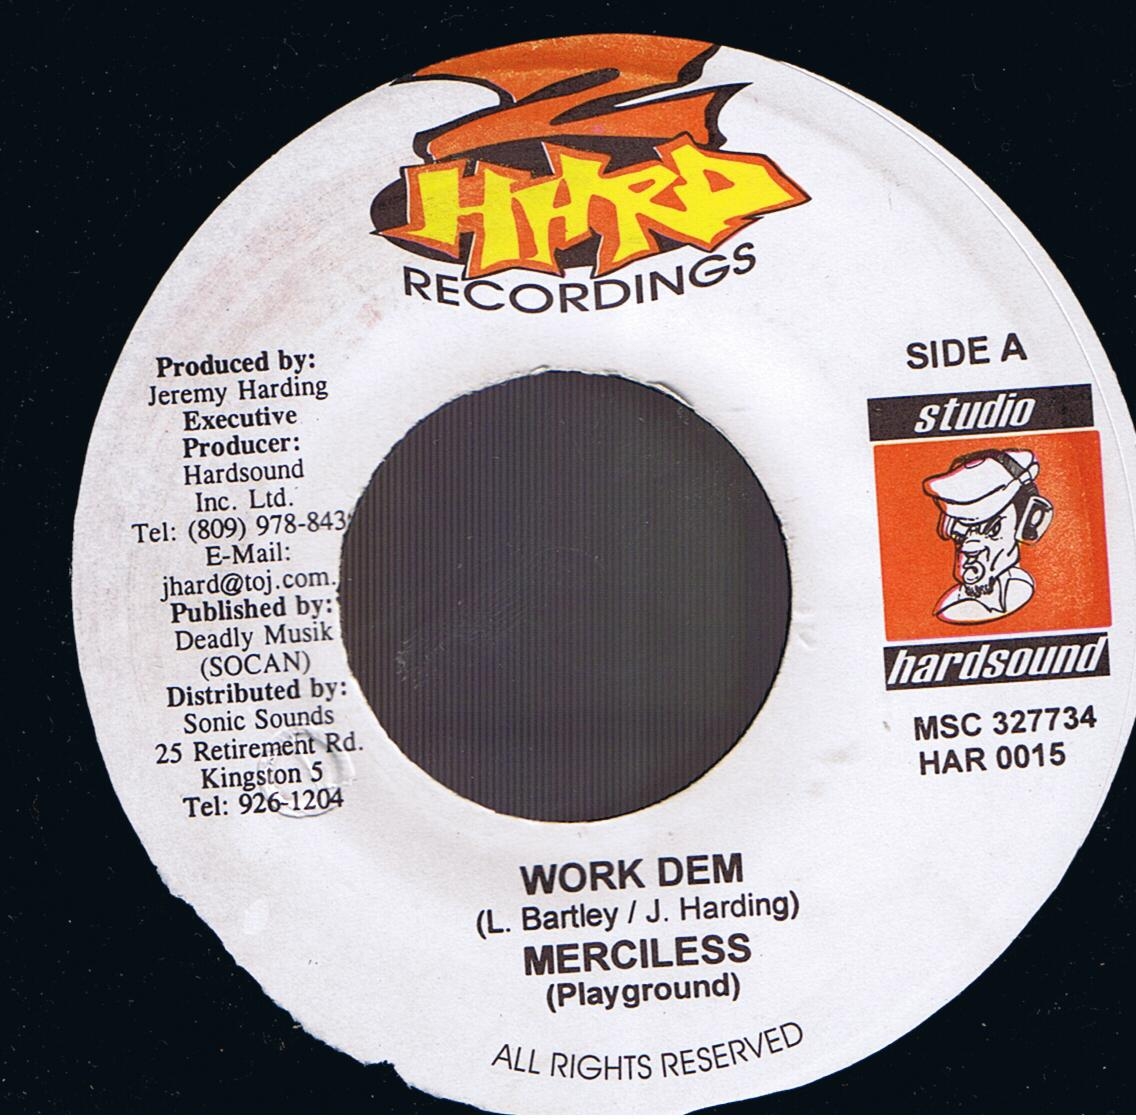 2 HARD
RECORDINGS
Produced by:
Jeremy Harding
Executive
Producer:
Hardsound
Inc. Ltd.
Tel: (809) 978-843
E-Mail:
jhard@toj.com.
Published by:
Deadly Musik
(SOCAN)
Distributed by:
Sonic Sounds
25 Retirement Rd.
Kingston 5
Tel: 926-1204
SIDE A
studio
hardsound
MSC 327734
HAR 0015
WORK DEM
(L. Bartley / J. Harding)
MERCILESS
(Playground)
ALL RIGHTS RESERVED